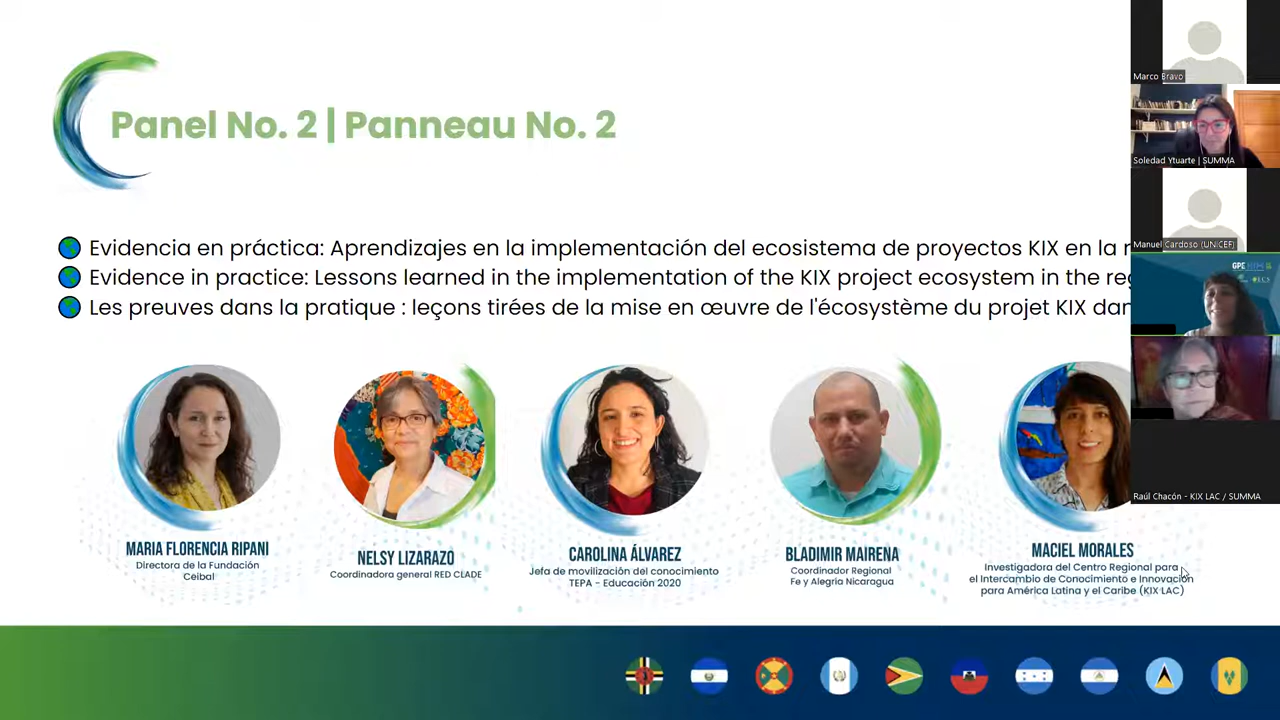 Panel No. 2 | Panneau No. 2
Evidencia en práctica: Aprendizajes en la implementación del ecosistema de proyectos KIX en la
Evidence in practice: Lessons learned in the implementation of the KIX project ecosystem in the
Les preuves dans la pratique : leçons tirées de la mise en œuvre de l'écosystème du projet KIX
MARIA FLORENCIA RIPANI
Directora de la Fundación
Ceibal
NELSY LIZARAZO
Coordinadora general RED CLADE
CAROLINA ÁLVAREZ
Jefa de movilización del conocimiento
TEPA - Educación 2020
BLADIMIR MAIRENA
Coordinador Regional
Fe y Alegria Nicaragua
MACIEL MORALES
Investigadora del Centro Regional para
el Intercambio de Conocimiento e Innovación
para América Latina y el Caribe (KIX LAC)
Marco Bravo
Soledad Ytuarte | SUMMA
Manuel Cardoso (UNICEF)
GPE
Raúl Chacón - KIX LAC / SUMMA